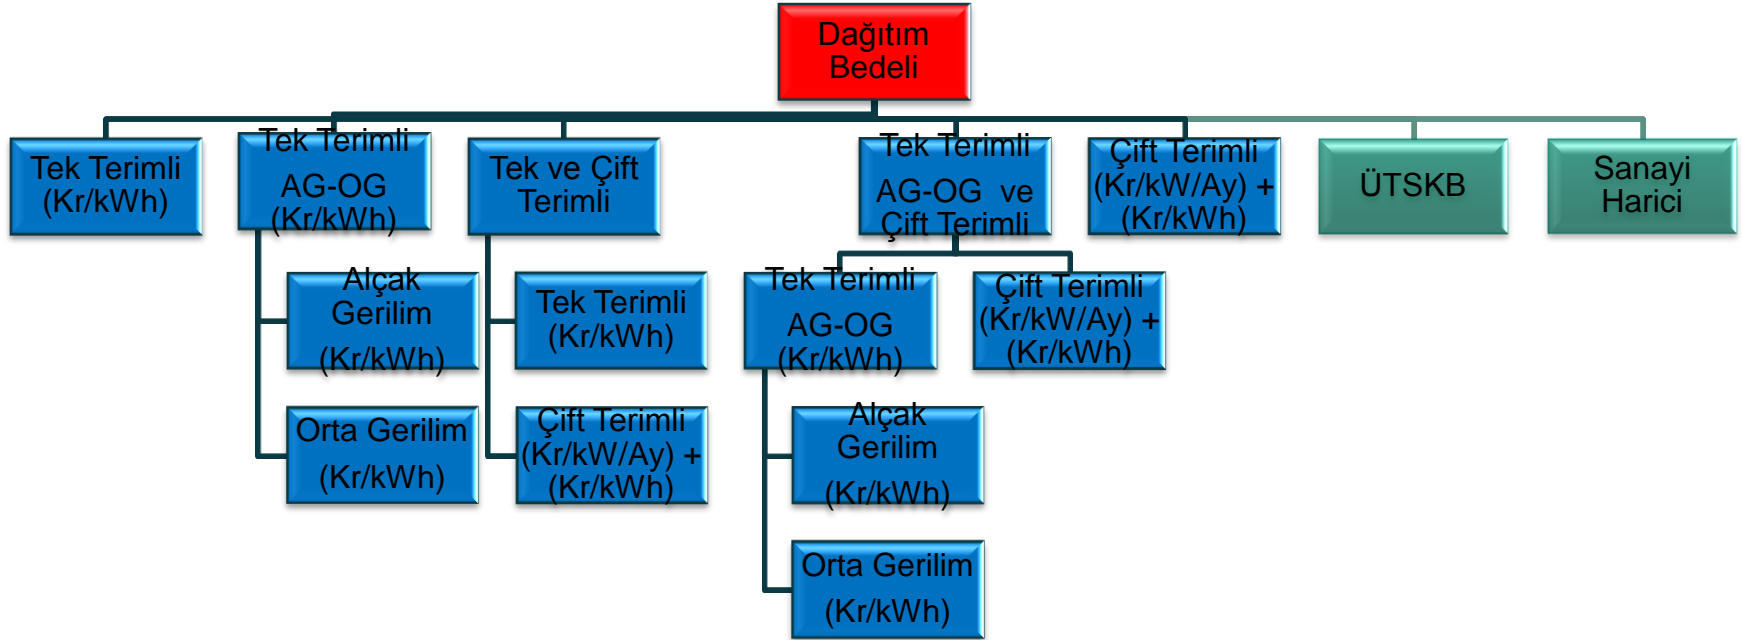 Dağıtım
Bedeli
Tek Terimli
(Kr/kWh)
Tek Terimli
AG-OG
(Kr/kWh)
Tek ve Çift
Terimli
Tek Terimli
AG-OG ve
Çift Terimli
Çift Terimli
(Kr/kW/Ay) +
(Kr/kWh)
ÜTSKB
Sanayi
Harici
Alçak
Gerilim
(Kr/kWh)
Tek Terimli
(Kr/kWh)
Tek Terimli
AG-OG
(Kr/kWh)
Çift Terimli
(Kr/kW/Ay) +
(Kr/kWh)
Orta Gerilim
(Kr/kWh)
Çift Terimli
(Kr/kW/Ay) +
(Kr/kWh)
Alçak
Gerilim
(Kr/kWh)
Orta Gerilim
(Kr/kWh)